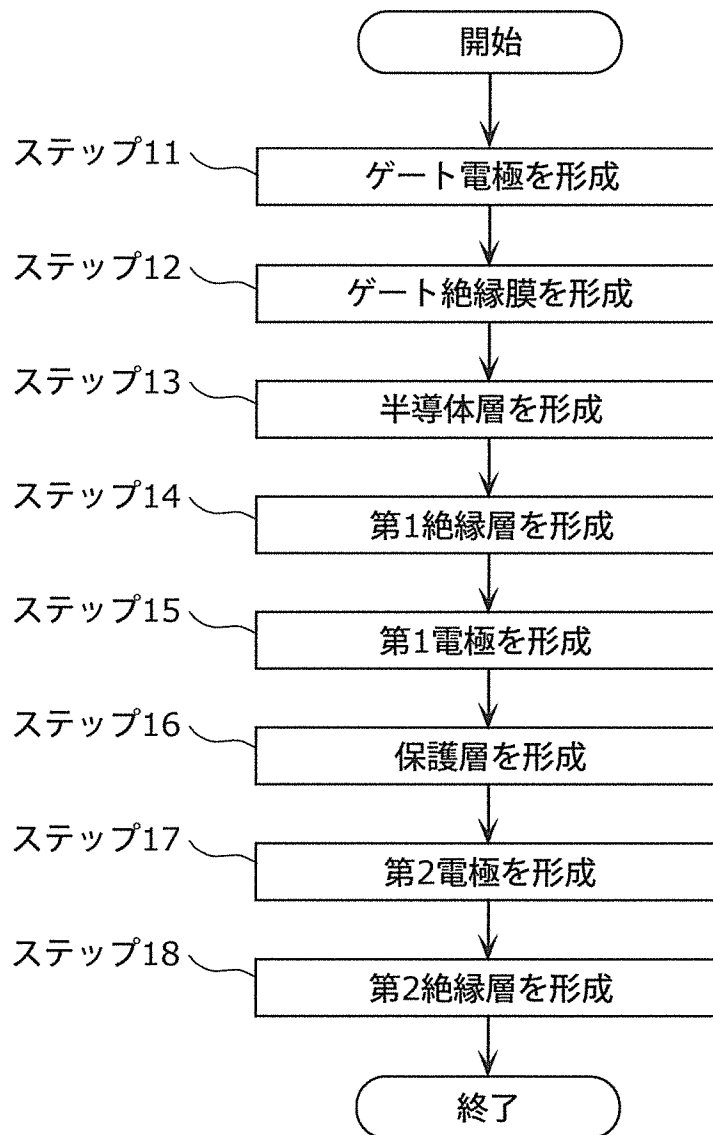 開始
ステップ11
ゲート電極を形成
ステップ12
ゲート絶縁膜を形成
ステップ13
半導体層を形成
ステップ14
第1絶縁層を形成
ステップ15
第1電極を形成
ステップ16
保護層を形成
ステップ17
第2電極を形成
ステップ18
第2絶縁層を形成
終了